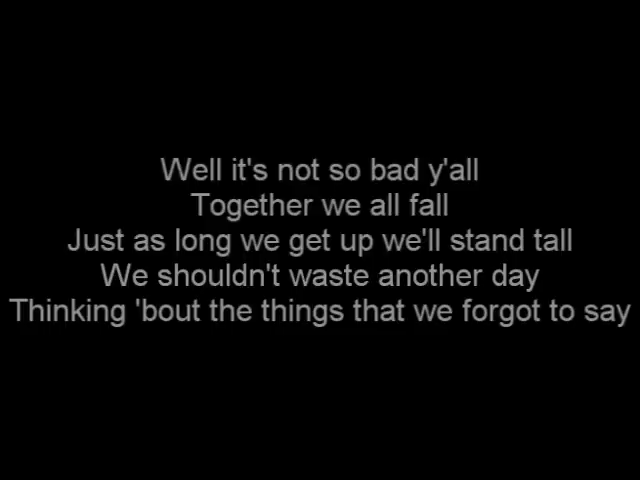 Well it's not so bad y'all
Together we all fall
Just as long we get up we'll stand tall
We shouldn't waste another day
Thinking 'bout the things that we forgot to say